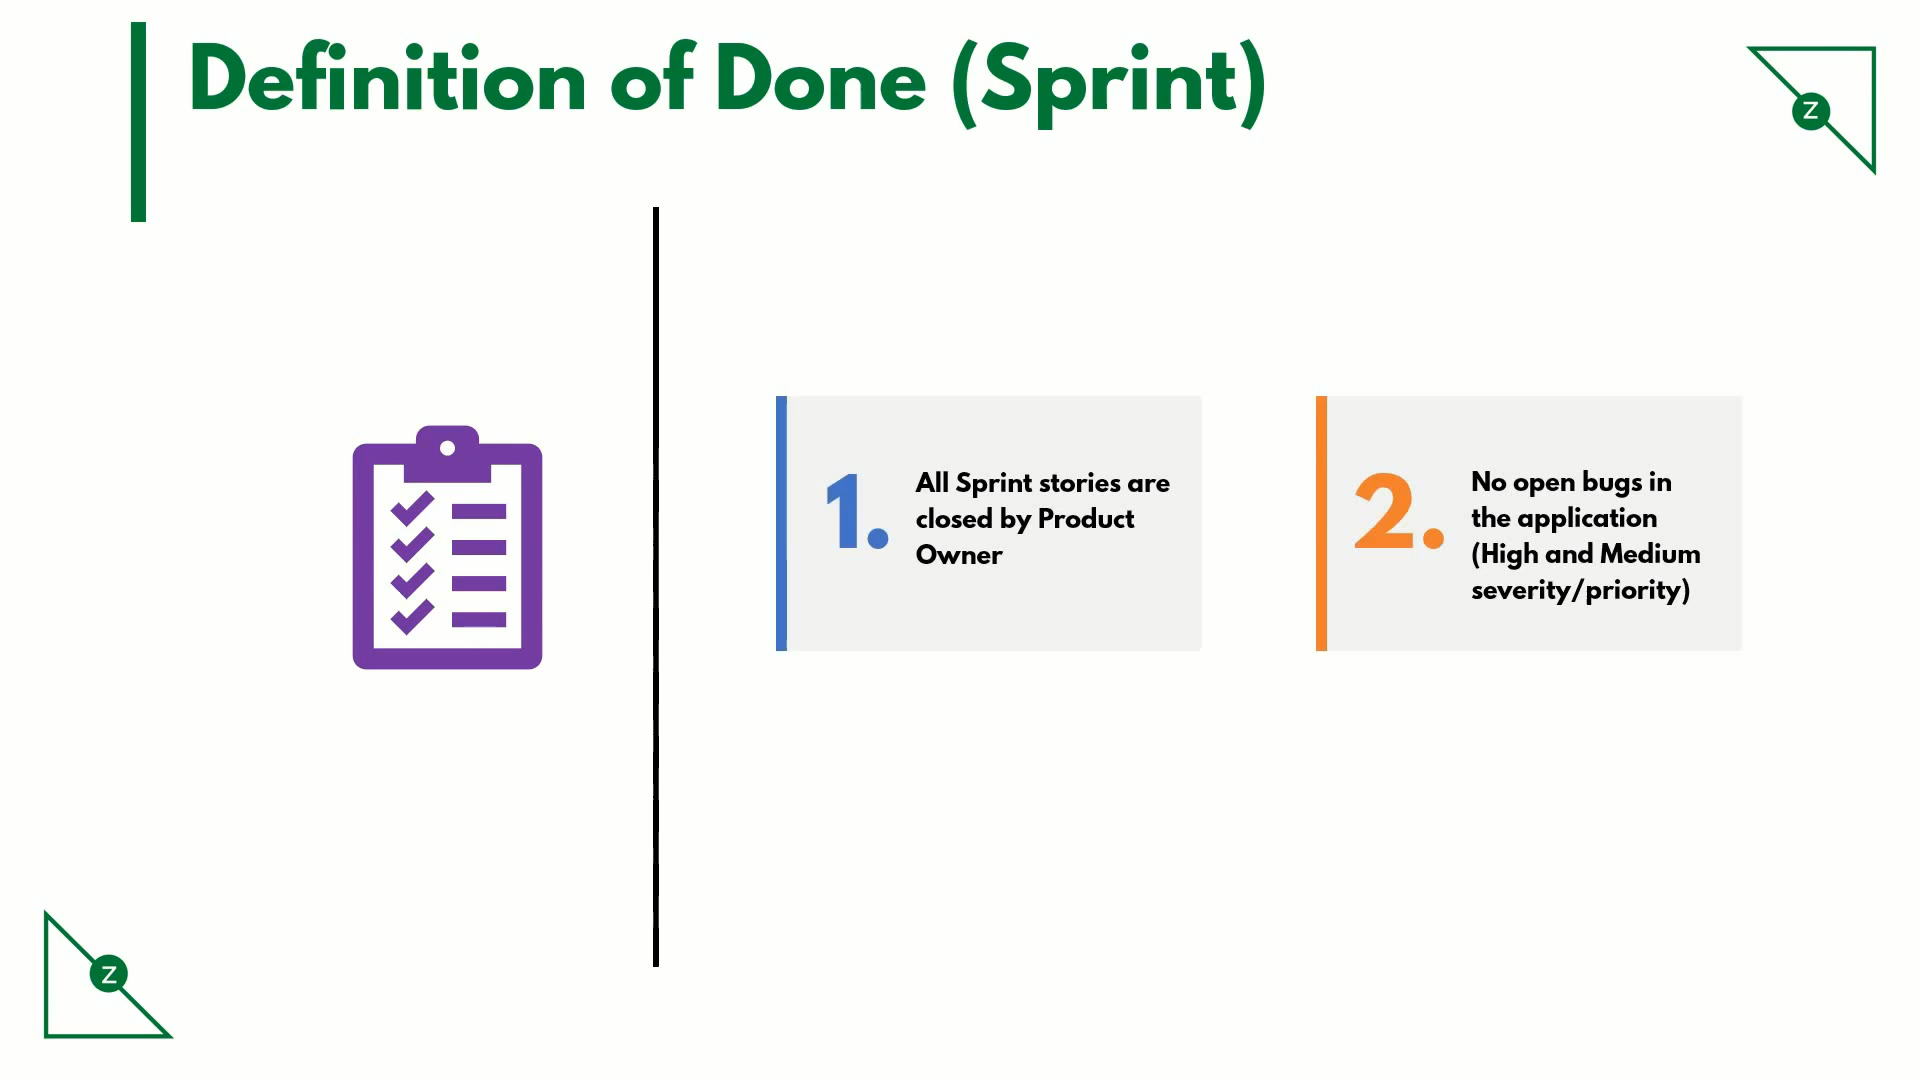 Definition of Done (Sprint)
Z
1.
All Sprint stories are
closed by Product
Owner
2.
No open bugs in
the application
(High and Medium
severity/priority)
Z